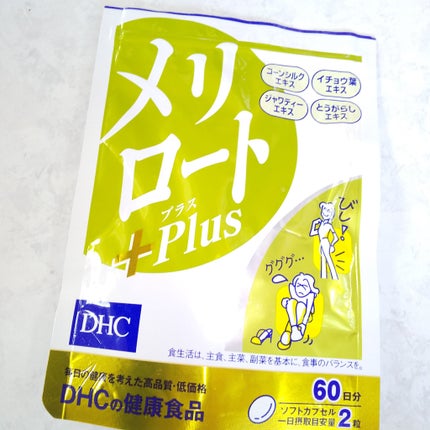 メリ
ロート
プラス
Plus
コーンシルク
エキス
イチョウ葉
エキス
ジャワティー
エキス
とうがらし
エキス
びし!
グググ…
DHC
食生活は、主食、主菜、副菜を基本に、食事のバランスを。
毎日の健康を考えた高品質・低価格
DHCの健康食品
60日分
ソフトカプセル
一日摂取目安量 2粒